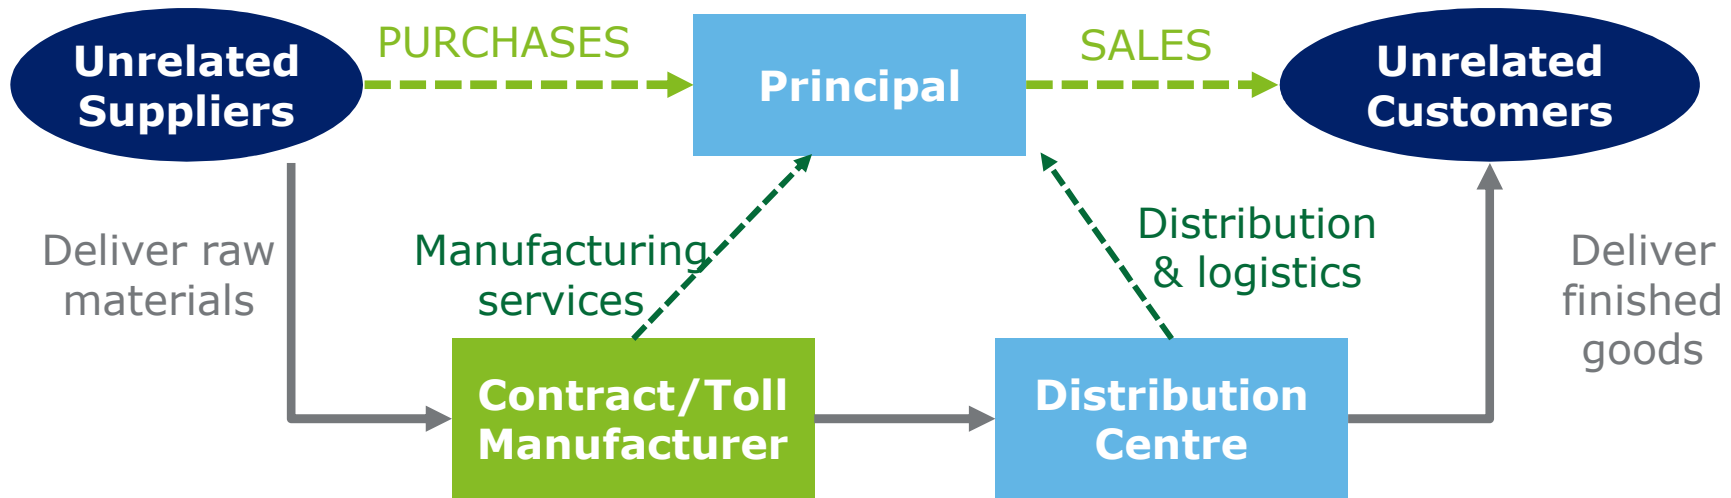 Unrelated
Suppliers
PURCHASES
Principal
SALES
Unrelated
Customers
Deliver raw
materials
Manufacturing
services
Distribution
& logistics
Deliver
finished
goods
Contract/Toll
Manufacturer
Distribution
Centre